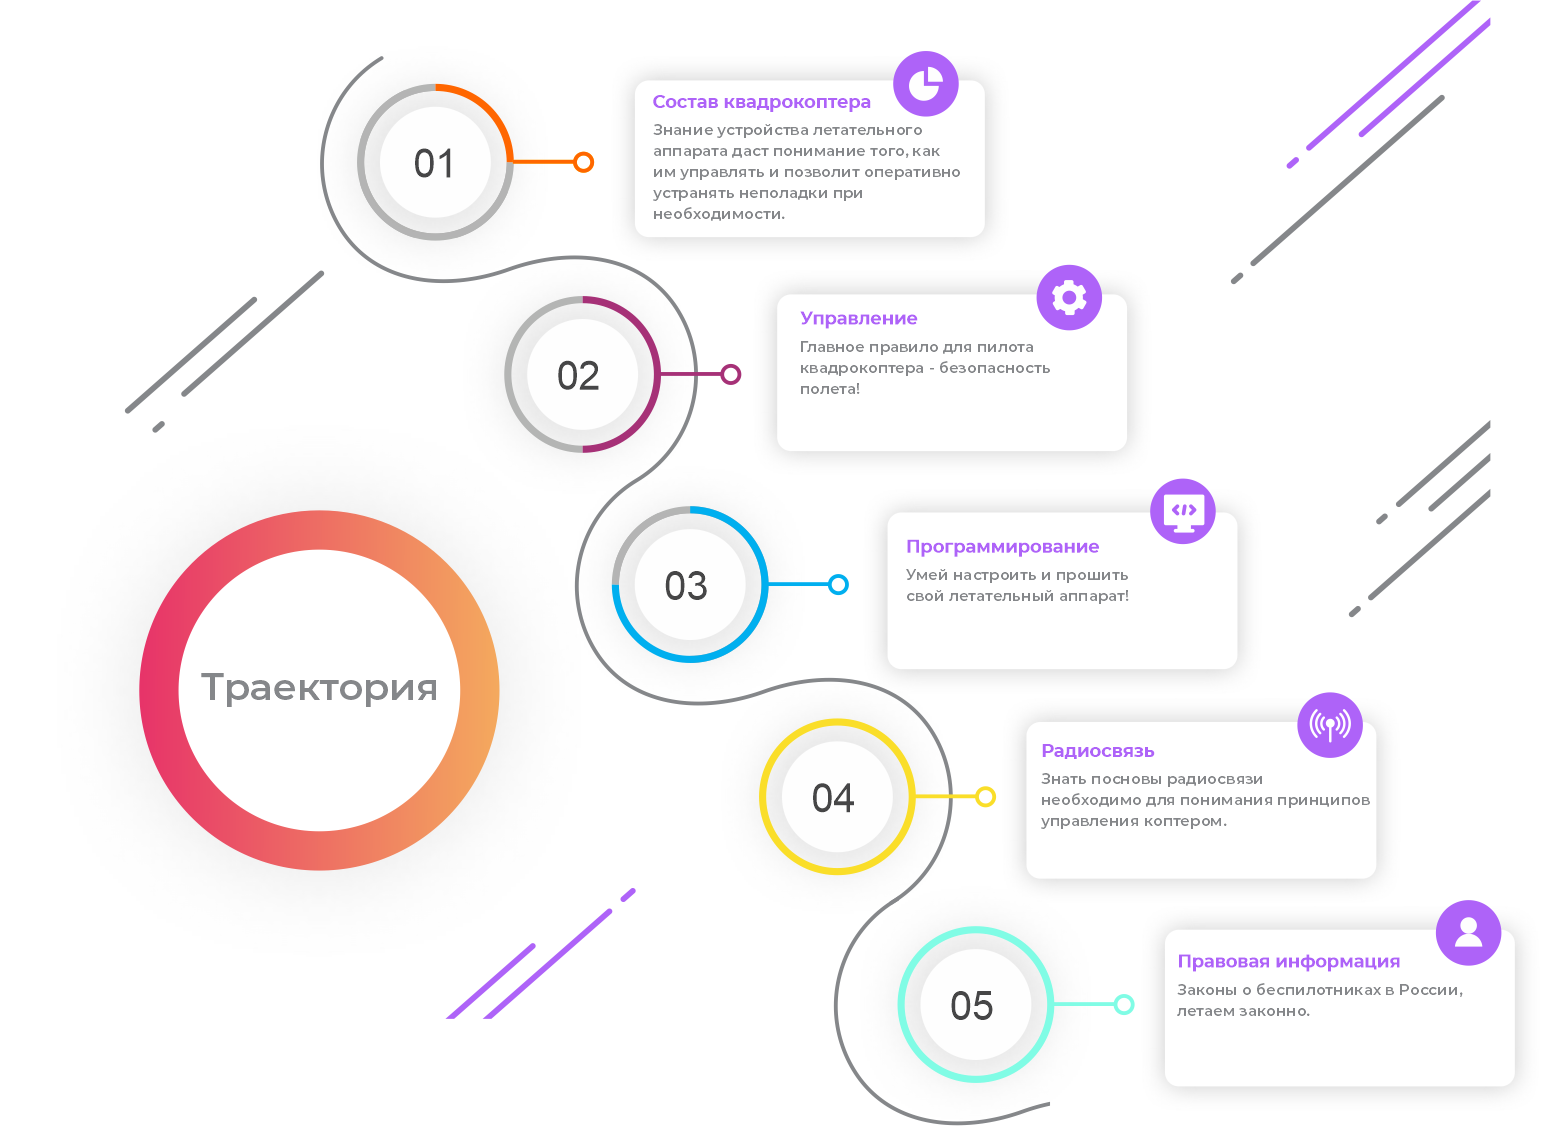 01
Состав квадрокоптера
Знание устройства летательного
аппарата даст понимание того, как
им управлять и позволит оперативно
устранять неполадки при
необходимости.
02
Управление
Главное правило для пилота
квадрокоптера - безопасность
полета!
03
Программирование
Умей настроить и прошить
свой летательный аппарат!
Траектория
04
Радиосвязь
Знать посновы радиосвязи
необходимо для понимания принципов
управления коптером.
05
Правовая информация
Законы о беспилотниках в России,
летаем законно.